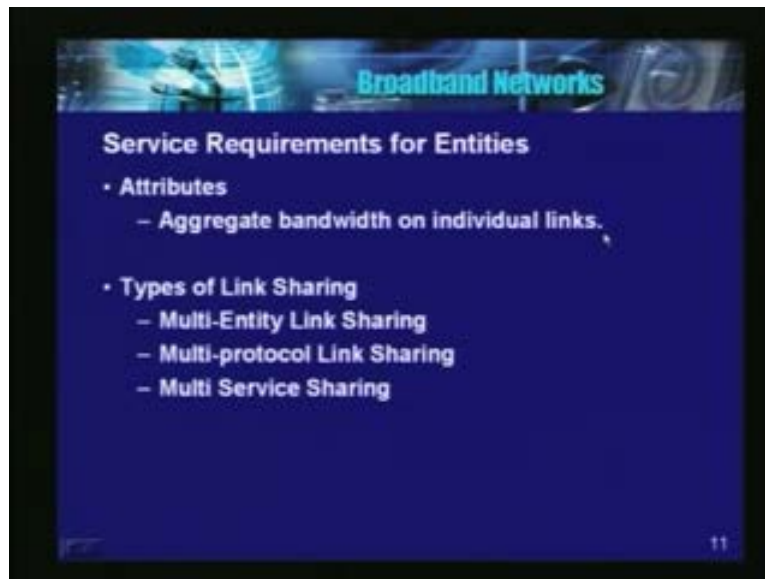 Broadband Networks
Service Requirements for Entities
• Attributes
– Aggregate bandwidth on individual links.
• Types of Link Sharing
– Multi-Entity Link Sharing
– Multi-protocol Link Sharing
– Multi Service Sharing
11